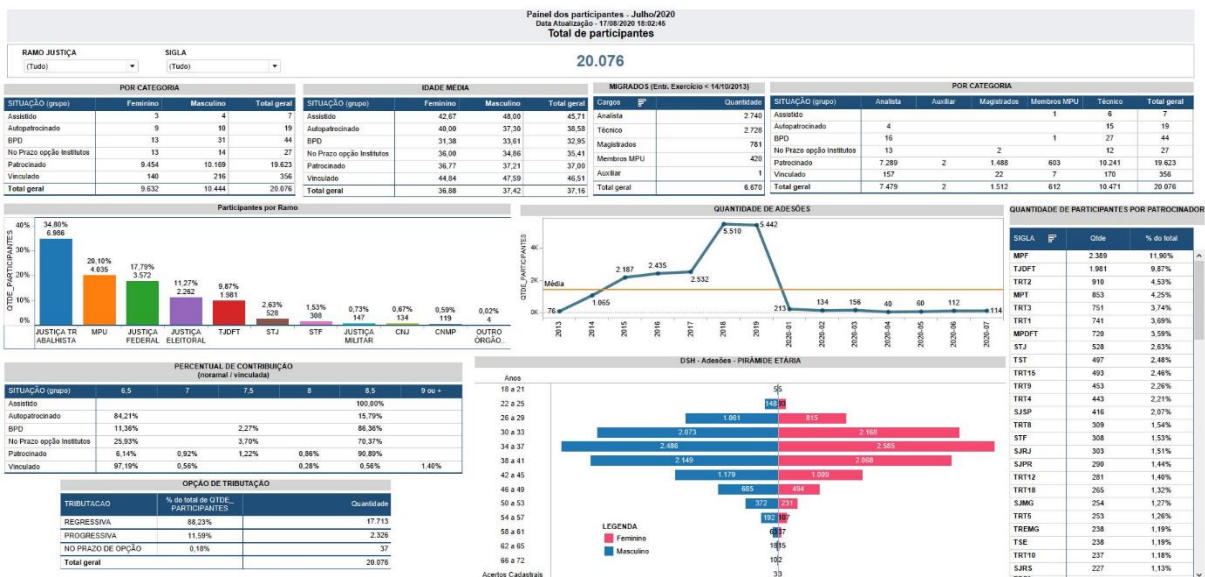 Painel dos participantes - Julho/2020
Data Atualização - 17/08/2020 18:02:45
Total de participantes
RAMO JUSTIÇA SIGLA
(Tudo) (Tudo)
20.076
POR CATEGORIA
SITUAÇÃO (grupo) Feminino Masculino Total geral
Assistido 3 4 7
Autopatrocinado 9 10 19
BPD 13 31 44
No Prazo opção Institutos 13 14 27
Patrocinado 9.454 10.169 19.623
Vinculado 140 216 356
Total geral 9.632 10.444 20.076
IDADE MÉDIA
SITUAÇÃO (grupo) Feminino Masculino Total geral
Assistido 42,67 48,00 45,71
Autopatrocinado 40,00 37,30 38,58
BPD 31,38 33,61 32,95
No Prazo opção Institutos 36,00 34,86 35,41
Patrocinado 36,77 37,21 37,00
Vinculado 44,84 47,59 46,51
Total geral 36,88 37,42 37,16
MIGRADOS (Entr. Exercício < 14/10/2013)
Cargos Quantidade
Analista 2.740
Técnico 2.728
Magistrados 781
Membros MPU 420
Auxiliar 1
Total geral 6.670
POR CATEGORIA
SITUAÇÃO (grupo) Analista Auxiliar Magistrados Membros MPU Técnico Total geral
Assistido 1 6 7
Autopatrocinado 4 15 19
BPD 16 1 27 44
No Prazo opção Institutos 13 2 12 27
Patrocinado 7.289 2 1.488 603 10.241 19.623
Vinculado 157 22 7 170 356
Total geral 7.479 2 1.512 612 10.471 20.076
Participantes por Ramo
QTDE_PARTICIPANTES
40%
30%
20%
10%
0%
34,80%
6.986
20,10%
4.035
17,79%
3.572
11,27%
2.262
9,87%
1.981
2,63%
528
1,53%
308
0,73%
147
0,67%
134
0,59%
119
0,02%
4
JUSTIÇA TR MPU JUSTIÇA JUSTIÇA TJDFT STJ STF JUSTIÇA CNJ CNMP OUTRO
ABALHISTA FEDERAL ELEITORAL MILITAR ÓRGÃO..
QUANTIDADE DE ADESÕES
QTDE_PARTICIPANTES
4K
2K
0K
Média
76 1.065 2.187 2.435 2.532 5.510 5.442 213 134 156 40 60 112 114
2013 2014 2015 2016 2017 2018 2019 2020-01 2020-02 2020-03 2020-04 2020-05 2020-06 2020-07
QUANTIDADE DE PARTICIPANTES POR PATROCINADOR
SIGLA Qtde % do total
MPF 2.389 11,90%
TJDFT 1.981 9,87%
TRT2 910 4,53%
MPT 853 4,25%
TRT3 751 3,74%
TRT1 741 3,69%
MPDFT 720 3,59%
STJ 528 2,63%
TST 497 2,48%
TRT15 493 2,46%
TRT9 453 2,26%
TRT4 443 2,21%
SJSP 416 2,07%
TRT8 309 1,54%
STF 308 1,53%
SJRJ 303 1,51%
SJPR 290 1,44%
TRT12 281 1,40%
TRT18 265 1,32%
SJMG 254 1,27%
TRT5 253 1,26%
TREMG 238 1,19%
TSE 238 1,19%
TRT10 237 1,18%
SJRS 227 1,13%
PERCENTUAL DE CONTRIBUIÇÃO
(noramal / vinculada)
SITUAÇÃO (grupo) 6,5 7 7,5 8 8,5 9 ou +
Assistido 100,00%
Autopatrocinado 84,21% 15,79%
BPD 11,36% 2,27% 86,36%
No Prazo opção Institutos 25,93% 3,70% 70,37%
Patrocinado 6,14% 0,92% 1,22% 0,86% 90,89%
Vinculado 97,19% 0,56% 0,28% 0,56% 1,40%
OPÇÃO DE TRIBUTAÇÃO
TRIBUTACAO % do total de QTDE_ PARTICIPANTES Quantidade
REGRESSIVA 88,23% 17.713
PROGRESSIVA 11,59% 2.326
NO PRAZO DE OPÇÃO 0,18% 37
Total geral 20.076
DSH - Adesões - PIRÂMIDE ETÁRIA
Anos
18 a 21 5
22 a 25 148
26 a 29 1.061 815
30 a 33 2.073 2.168
34 a 37 2.486 2.585
38 a 41 2.149 2.068
42 a 45 1.179
46 a 49 685 494
50 a 53 372 231
54 a 57 192 107
58 a 61
62 a 65 18 15
66 a 72 10 2
Acertos Cadastrais 3 3
LEGENDA
Feminino
Masculino